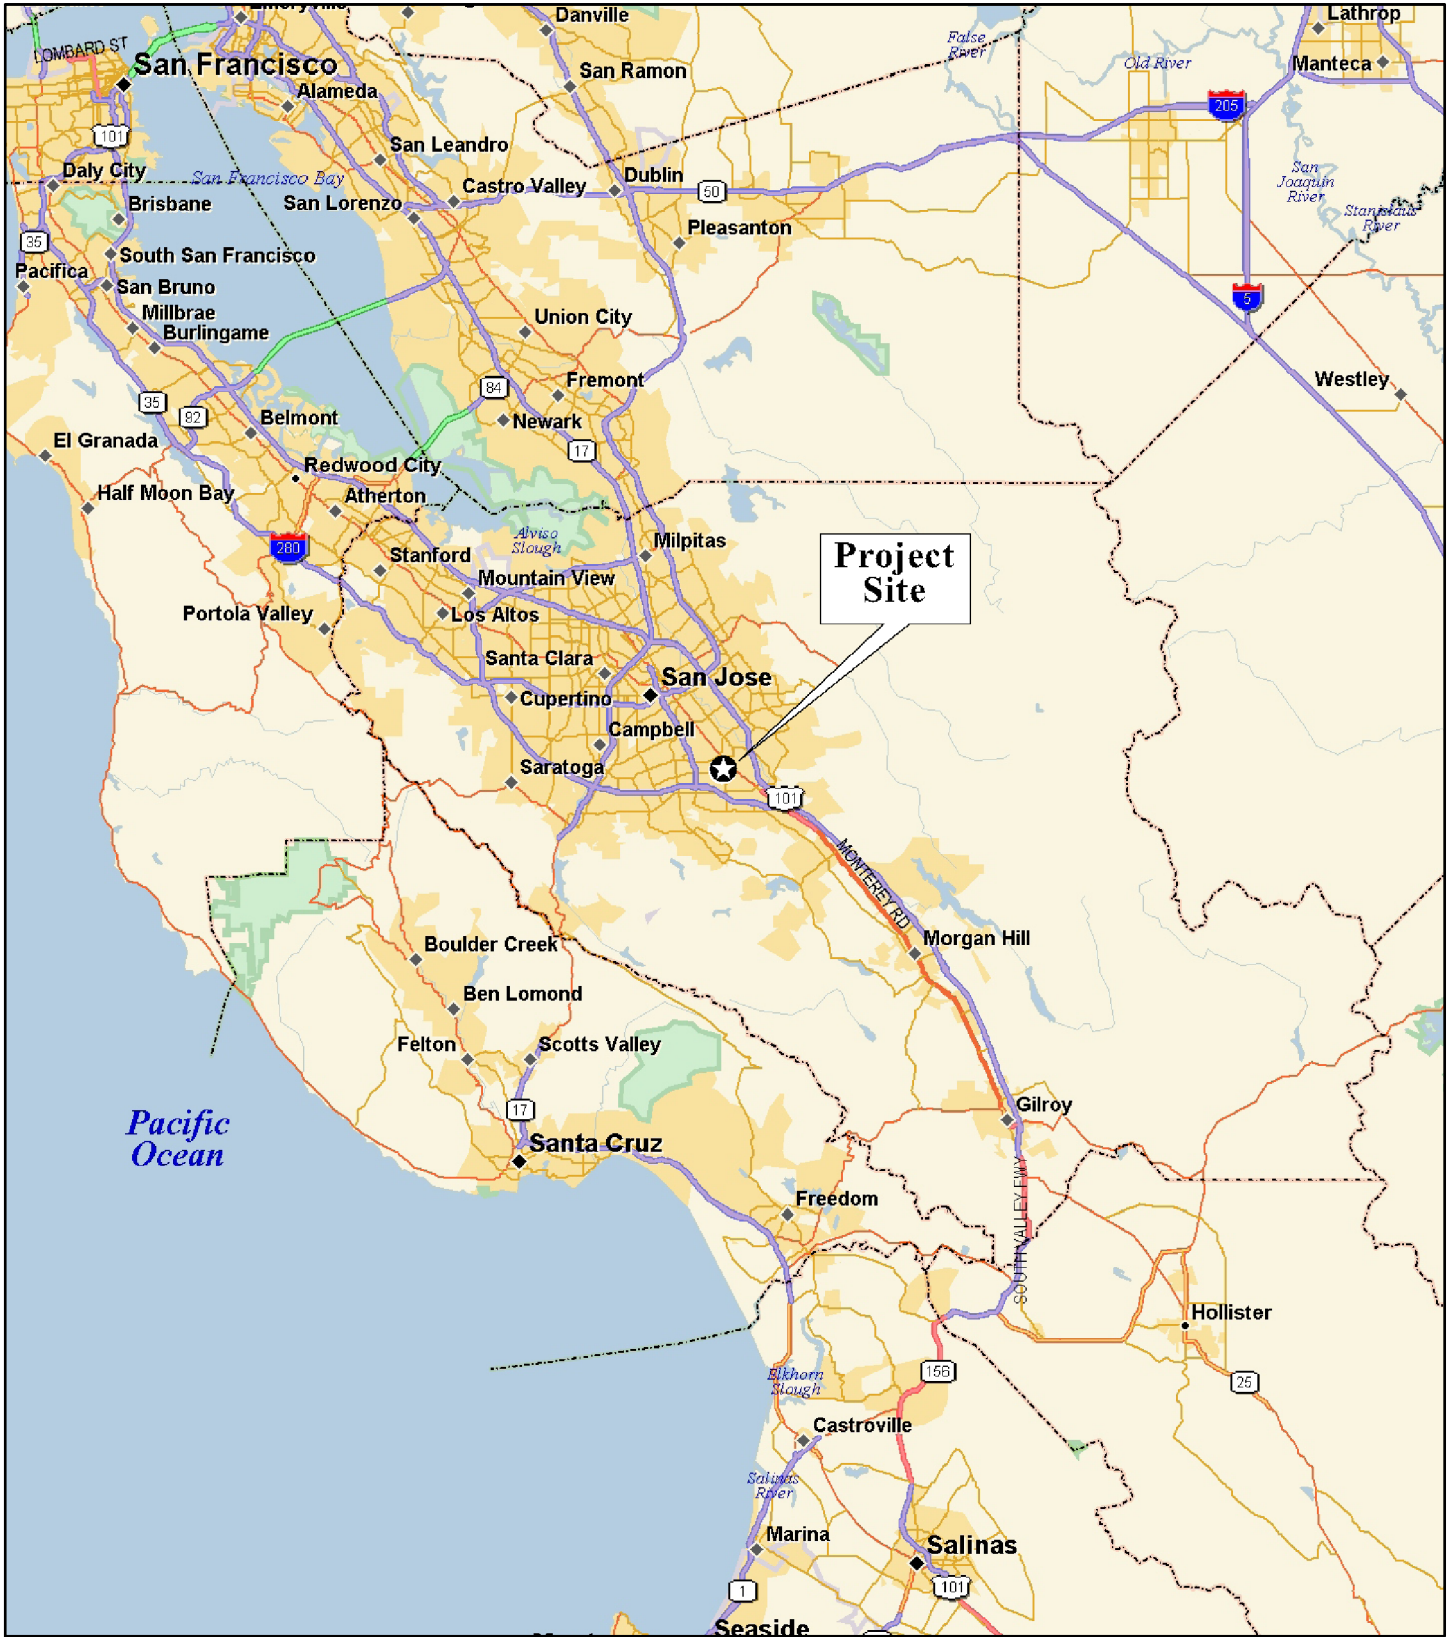 Emeryville
Danville
Lathrop
LOMBARD ST
San Francisco
San Ramon
False
River
Old River
Manteca
Alameda
205
101
San Leandro
Daly City
San Francisco Bay
Castro Valley
Dublin
50
San
Joaquin
River
Brisbane
San Lorenzo
Stanislaus
River
Pleasanton
35
South San Francisco
Pacifica
San Bruno
5
Millbrae
Burlingame
Union City
Fremont
84
Westley
35
82
Belmont
Newark
El Granada
17
Redwood City
Half Moon Bay
Atherton
280
Alviso
Slough
Milpitas
Project
Site
Stanford
Mountain View
Portola Valley
Los Altos
Santa Clara
San Jose
Cupertino
Campbell
Saratoga
101
MONTEREY RD
Boulder Creek
Morgan Hill
Ben Lomond
Felton
Scotts Valley
17
Gilroy
Pacific
Ocean
Santa Cruz
SOUTH VALLEY FWY
Freedom
Hollister
156
25
Elkhorn
Slough
Castroville
Salinas
River
Marina
Salinas
1
101
Seaside